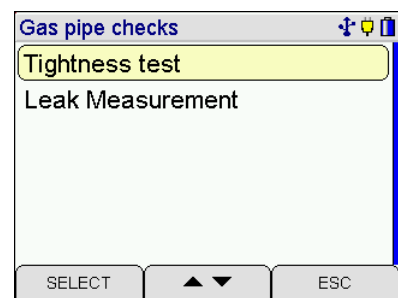 Gas pipe checks
Tightness test
Leak Measurement
SELECT ▲ ▼ ESC